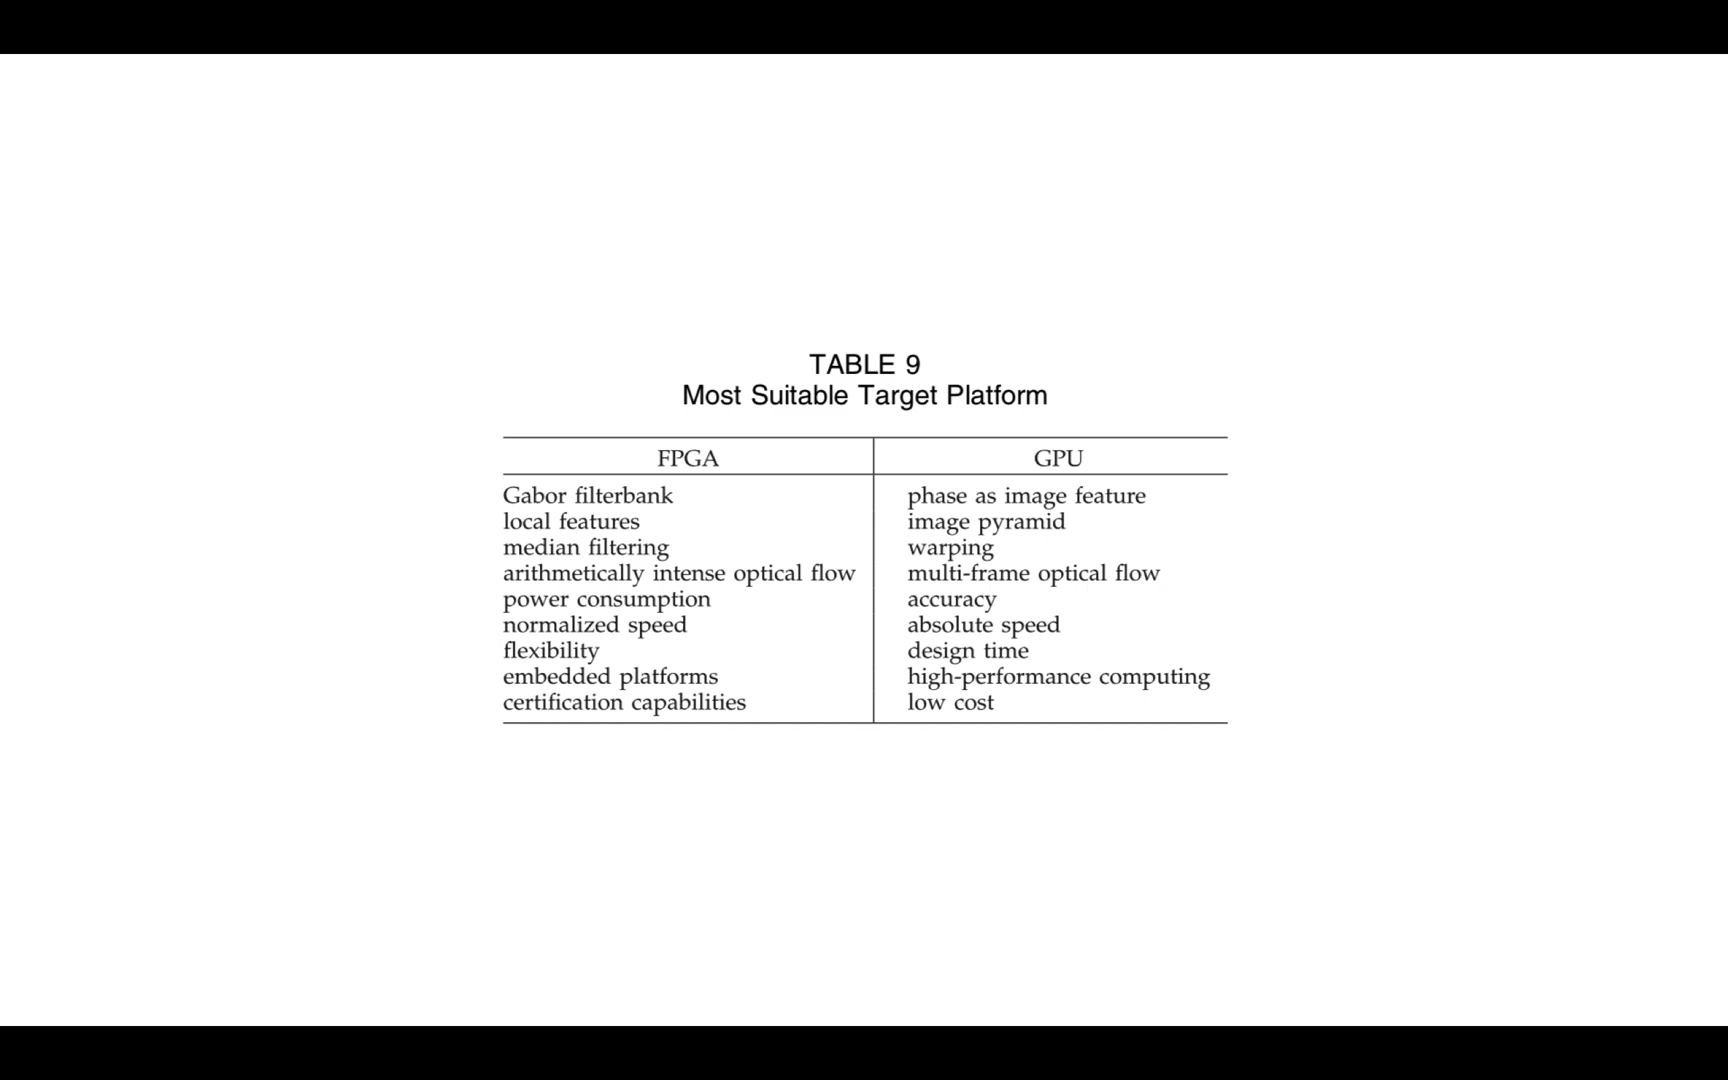 TABLE 9
Most Suitable Target Platform
FPGA GPU
Gabor filterbank phase as image feature
local features image pyramid
median filtering warping
arithmetically intense optical flow multi-frame optical flow
power consumption accuracy
normalized speed absolute speed
flexibility design time
embedded platforms high-performance computing
certification capabilities low cost